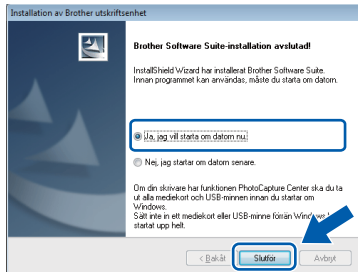 Installation av Brother utskriftsenhet
Brother Software Suite-installation avslutad!
InstallShield Wizard har installerat Brother Software Suite.
Innan programmet kan användas, måste du starta om datorn.
Ja, jag vill starta om datorn nu.
Nej, jag startar om datorn senare.
Om din skrivare har funktionen PhotoCapture Center ska du ta
ut alla mediekort och USB-minnen innan du startar om
Windows.
Sätt inte in ett mediekort eller USB-minne förrän Windows
startat upp helt.
< Bakåt
Slutför
Avbryt